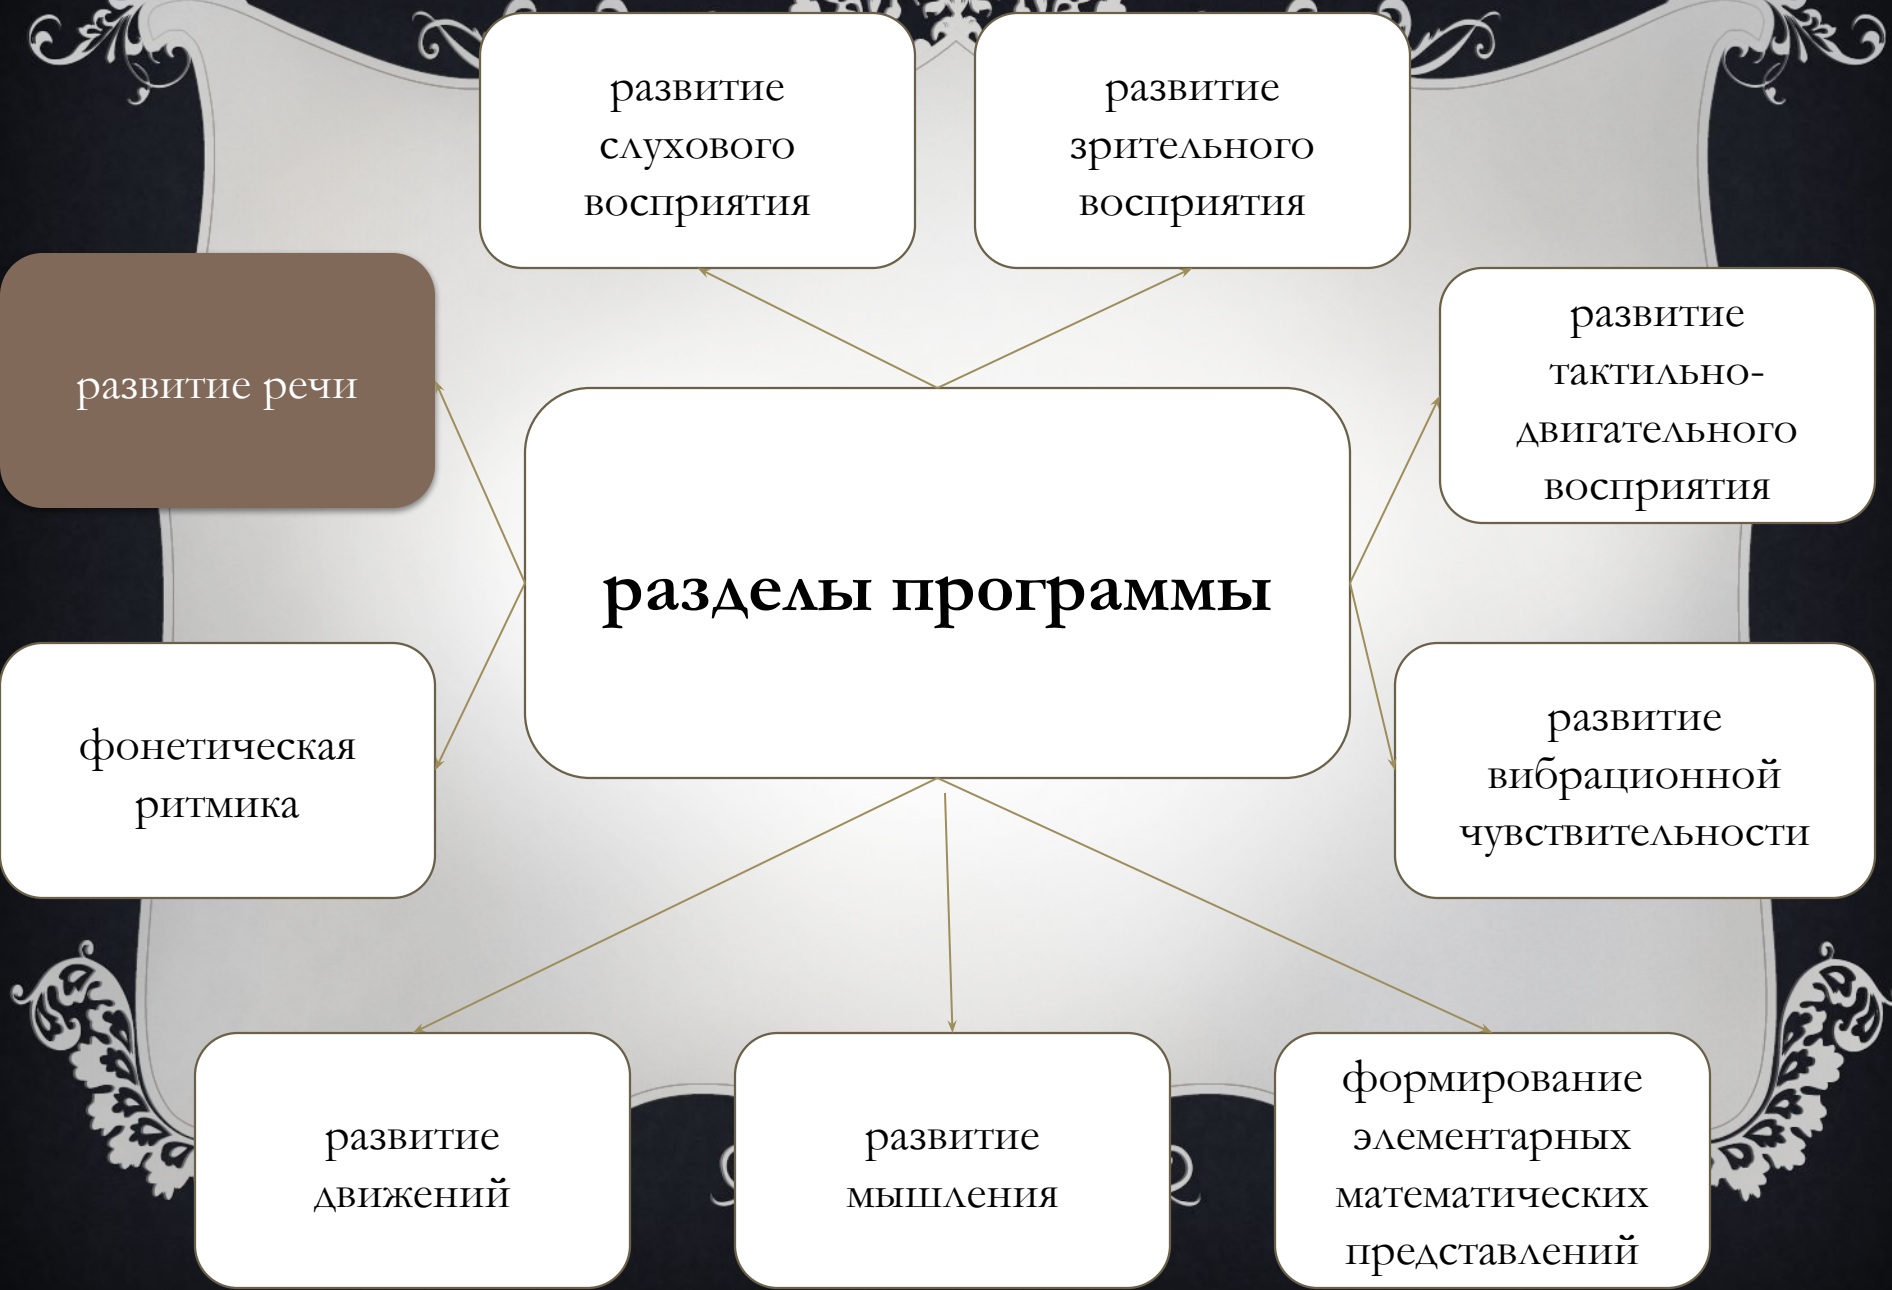 развитие
слухового
восприятия
развитие
зрительного
восприятия
развитие речи
развитие
тактильно-
двигательного
восприятия
разделы программы
фонетическая
ритмика
развитие
вибрационной
чувствительности
развитие
движений
развитие
мышления
формирование
элементарных
математических
представлений